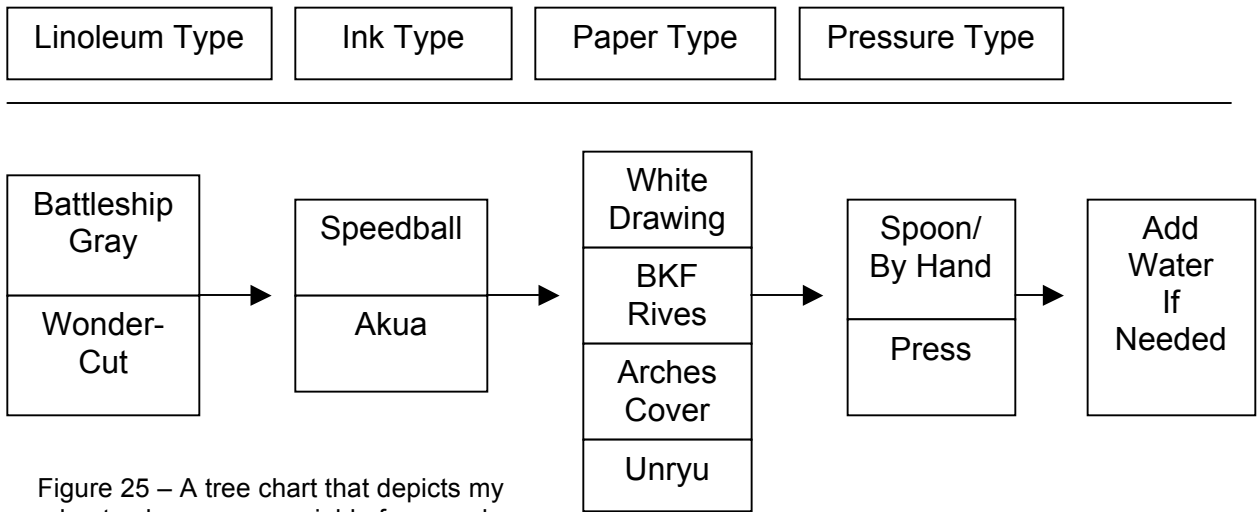 Linoleum Type
Ink Type
Paper Type
Pressure Type
Battleship
Gray
Wonder-
Cut
Speedball
Akua
White
Drawing
BKF
Rives
Arches
Cover
Unryu
Spoon/
By Hand
Press
Add
Water
If
Needed
Figure 25 – A tree chart that depicts my